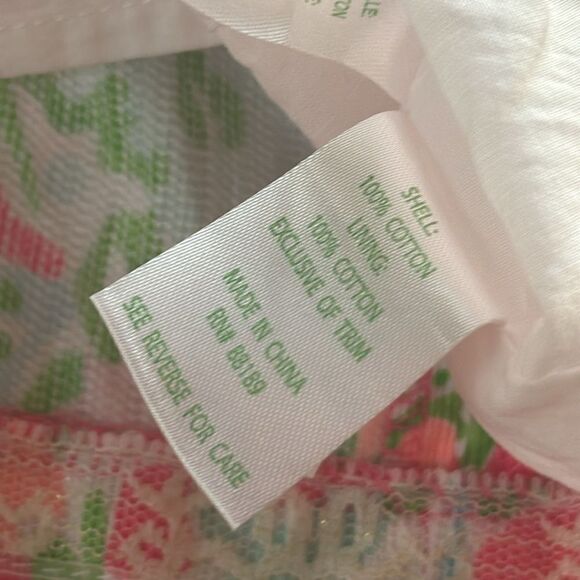 SHELL:
100% COTTON
LINING:
100% COTTON
EXCLUSIVE OF TRIM
MADE IN CHINA
RN# 88189
SEE REVERSE FOR CARE